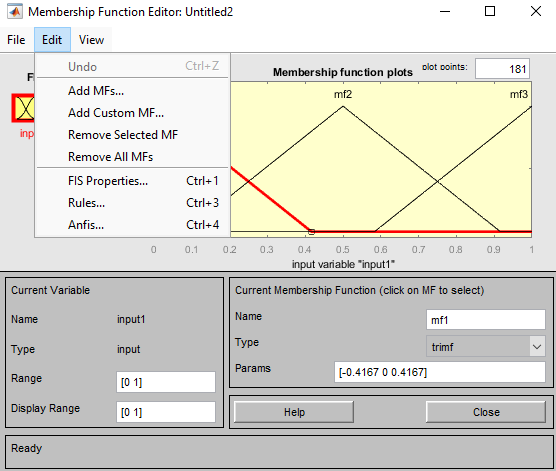 Membership Function Editor: Untitled2
File Edit View
Undo Ctrl+Z
Add MFs...
Add Custom MF...
Remove Selected MF
Remove All MFs
FIS Properties... Ctrl+1
Rules... Ctrl+3
Anfis... Ctrl+4
F
inp
Membership function plots
plot points:
181
mf2
mf3
0 0.1 0.2 0.3 0.4 0.5 0.6 0.7 0.8 0.9 1
input variable "input1"
Current Variable
Name input1
Type input
Range [0 1]
Display Range [0 1]
Current Membership Function (click on MF to select)
Name mf1
Type trimf
Params [-0.4167 0 0.4167]
Help Close
Ready